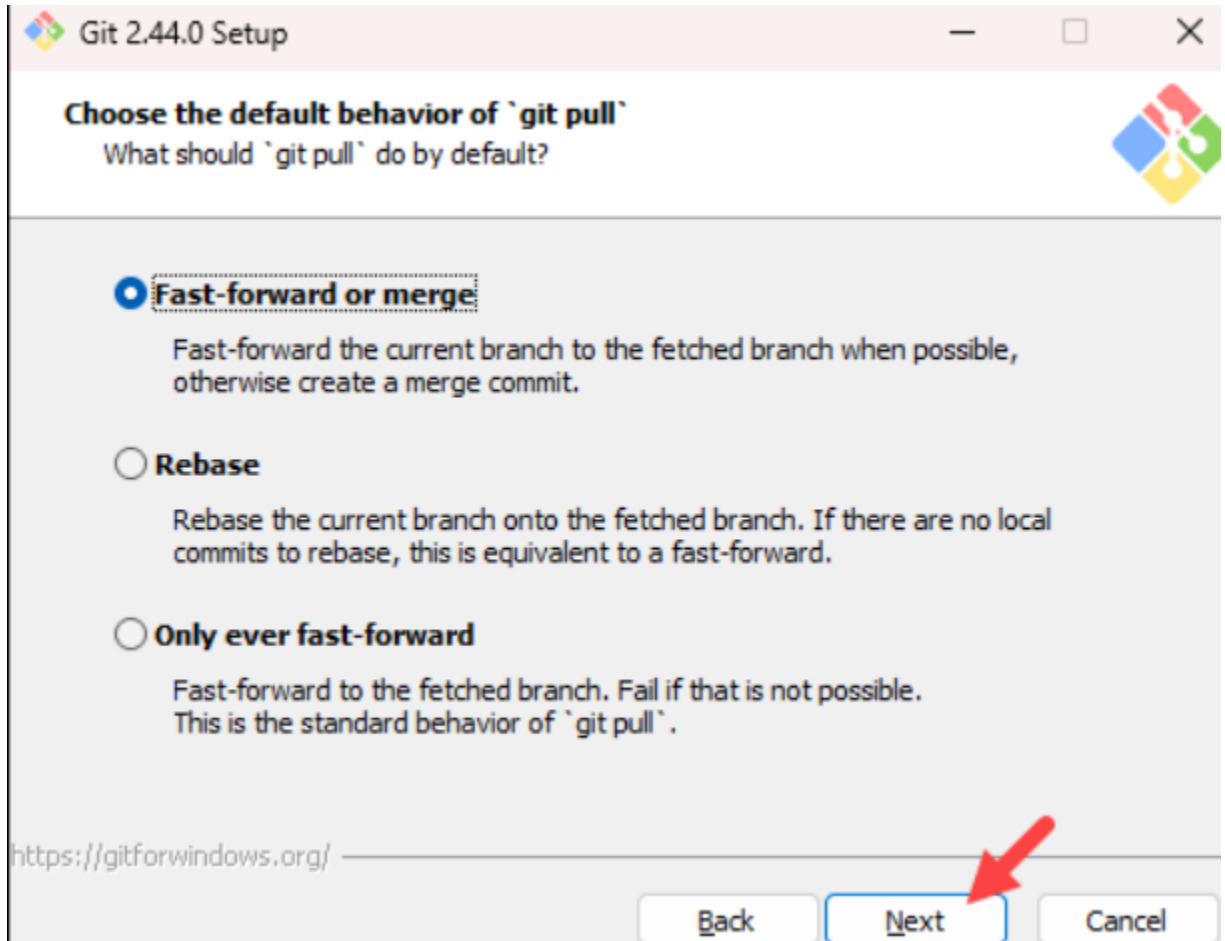 Git 2.44.0 Setup
Choose the default behavior of `git pull`
What should `git pull` do by default?
Fast-forward or merge
Fast-forward the current branch to the fetched branch when possible,
otherwise create a merge commit.
Rebase
Rebase the current branch onto the fetched branch. If there are no local
commits to rebase, this is equivalent to a fast-forward.
Only ever fast-forward
Fast-forward to the fetched branch. Fail if that is not possible.
This is the standard behavior of `git pull`.
https://gitforwindows.org/
Back Next Cancel